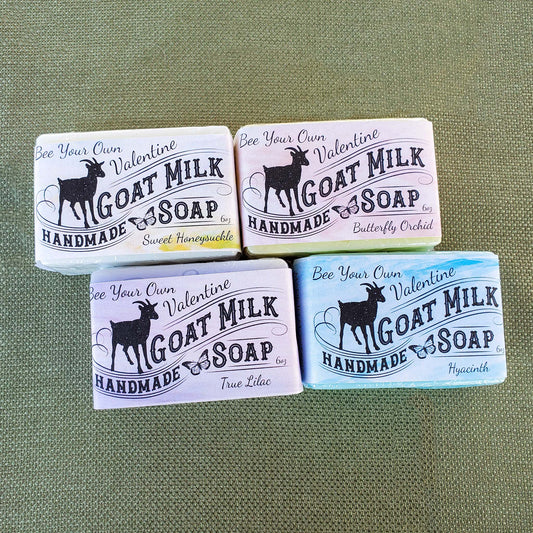 Bee Your Own
Valentine
GOAT MILK
HANDMADE SOAP
6oz
Sweet Honeysuckle
Bee Your Own
Valentine
GOAT MILK
HANDMADE SOAP
6oz
Butterfly Orchid
Bee Your Own
Valentine
GOAT MILK
HANDMADE SOAP
6oz
True Lilac
Bee Your Own
Valentine
GOAT MILK
HANDMADE SOAP
6oz
Hyacinth